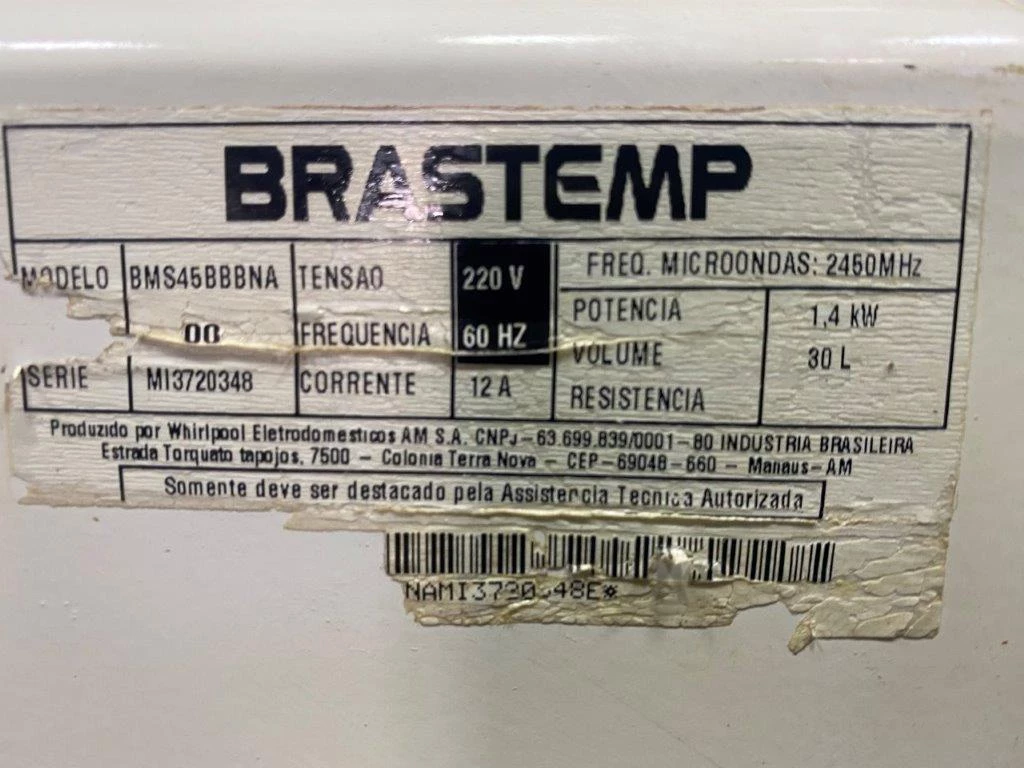 BRASTEMP
MODELO BMS45BBBNA TENSAO 220 V FREQ. MICROONDAS: 2450MHz
00 FREQUENCIA 60 HZ POTENCIA 1,4 kW
VOLUME 30 L
SERIE MI3720348 CORRENTE 12 A RESISTENCIA
Produzido por Whirlpool Eletrodomesticos AM S.A. CNPJ-63.699.839/0001-80 INDUSTRIA BRASILEIRA
Estrada Torquato tapojos, 7500 - Colonia Terra Nova - CEP-69048-660 - Manaus-AM
Somente deve ser destacado pela Assistencia Tecnica Autorizada